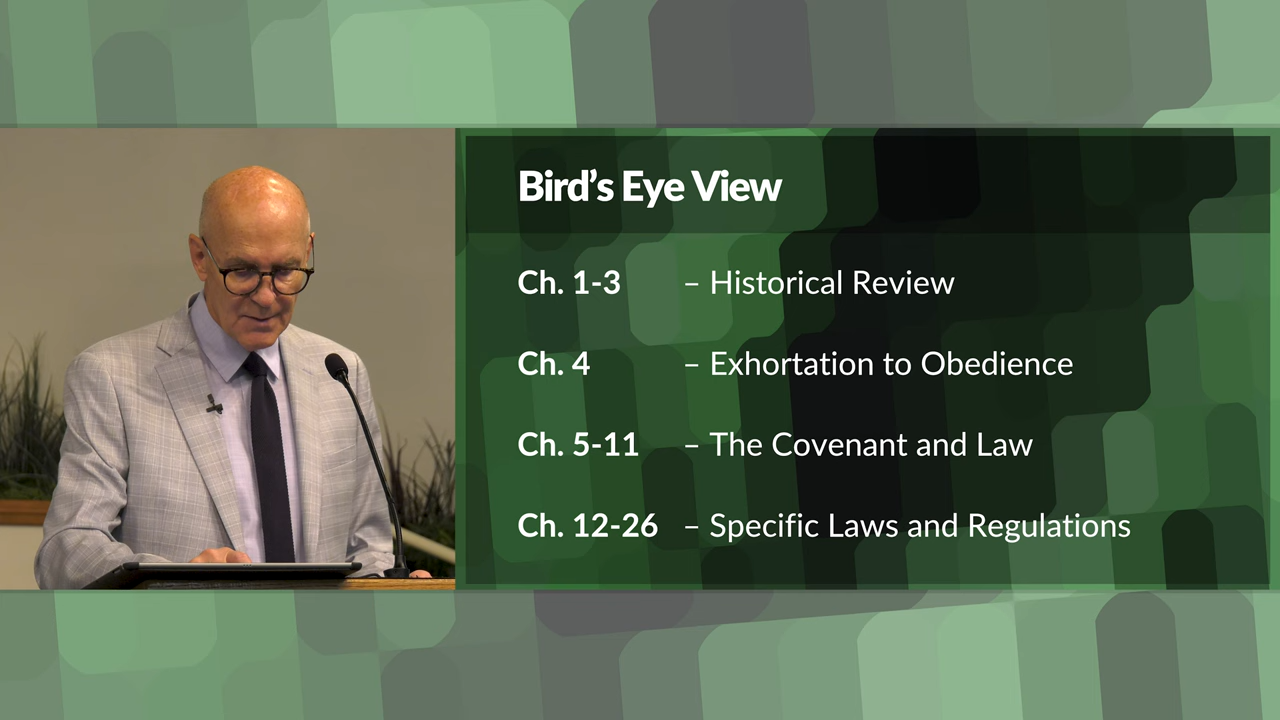 Bird's Eye View
Ch. 1-3 – Historical Review
Ch. 4 – Exhortation to Obedience
Ch. 5-11 – The Covenant and Law
Ch. 12-26 – Specific Laws and Regulations